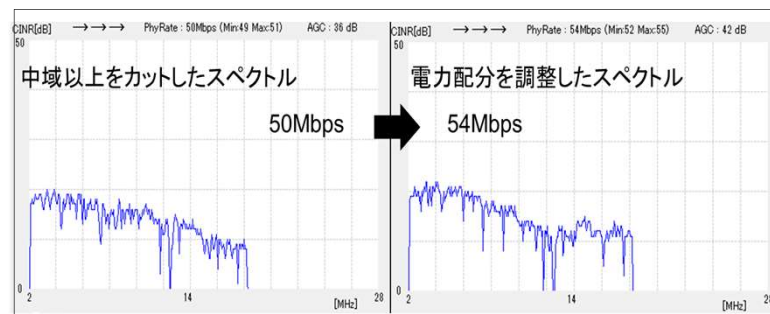 CINR[dB] →→→ PhyRate : 50Mbps (Min:49 Max:51) AGC : 36 dB
50
中域以上をカットしたスペクトル
50Mbps
0
2 14 28
[MHz]
CINR[dB] →→→ PhyRate : 54Mbps (Min:52 Max:55) AGC : 42 dB
50
電力配分を調整したスペクトル
54Mbps
0
2 14 28
[MHz]